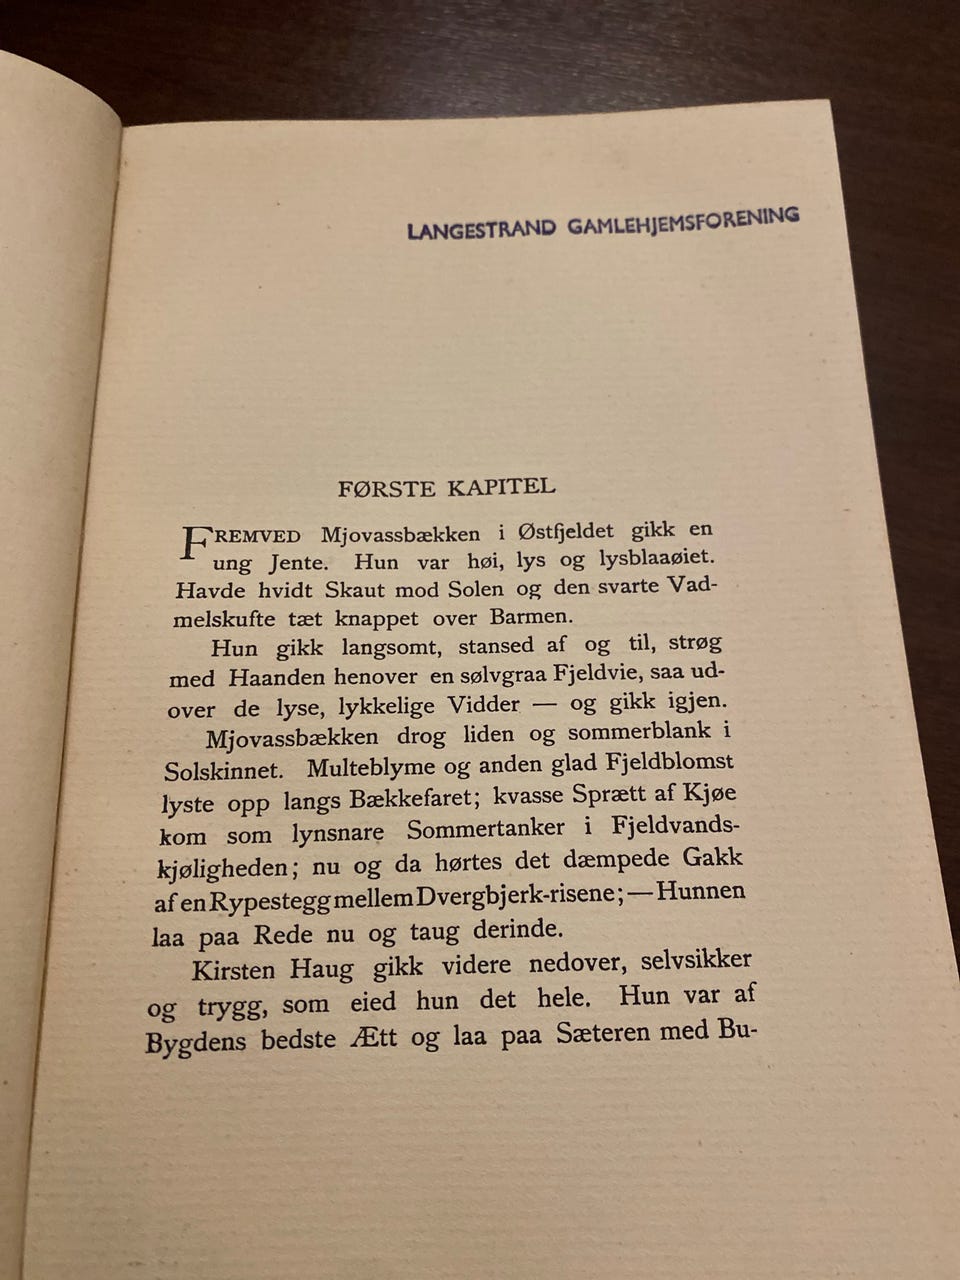 LANGESTRAND GAMLEHJEMSFORENING
FØRSTE KAPITEL
FREMVED Mjovassbækken i Østfjeldet gikk en
ung Jente. Hun var høi, lys og lysblaaøiet.
Havde hvidt Skaut mod Solen og den svarte Vad-
melskufte tæt knappet over Barmen.
Hun gikk langsomt, stansed af og til, strøg
med Haanden henover en sølvgraa Fjeldvie, saa ud-
over de lyse, lykkelige Vidder — og gikk igjen.
Mjovassbækken drog liden og sommerblank i
Solskinnet. Multeblyme og anden glad Fjeldblomst
lyste opp langs Bækkefaret; kvasse Sprætt af Kjøe
kom som lynsnare Sommertanker i Fjeldvands-
kjøligheden; nu og da hørtes det dæmpede Gakk
af en Rypestegg mellem Dvergbjerk-risene; — Hunnen
laa paa Rede nu og taug derinde.
Kirsten Haug gikk videre nedover, selvsikker
og trygg, som eied hun det hele. Hun var af
Bygdens bedste Ætt og laa paa Sæteren med Bu-